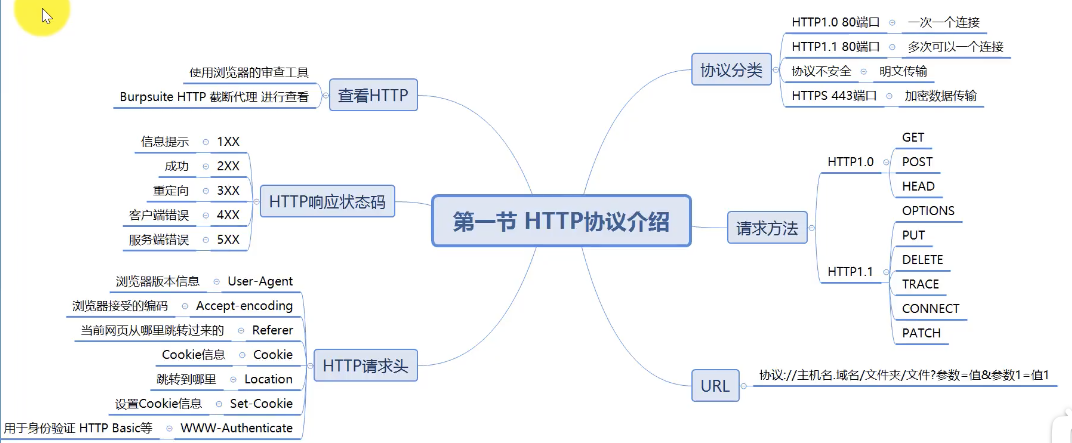 第一节 HTTP协议介绍
协议分类
HTTP1.0 80端口 一次一个连接
HTTP1.1 80端口 多次可以一个连接
协议不安全 明文传输
HTTPS 443端口 加密数据传输
请求方法
HTTP1.0
GET
POST
HEAD
HTTP1.1
OPTIONS
PUT
DELETE
TRACE
CONNECT
PATCH
URL
协议://主机名.域名/文件夹/文件?参数=值&参数1=值1
查看HTTP
使用浏览器的审查工具
Burpsuite HTTP 截断代理 进行查看
HTTP响应状态码
信息提示 1XX
成功 2XX
重定向 3XX
客户端错误 4XX
服务端错误 5XX
HTTP请求头
浏览器版本信息 User-Agent
浏览器接受的编码 Accept-encoding
当前网页从哪里跳转过来的 Referer
Cookie信息 Cookie
跳转到哪里 Location
设置Cookie信息 Set-Cookie
用于身份验证 HTTP Basic等 WWW-Authenticate